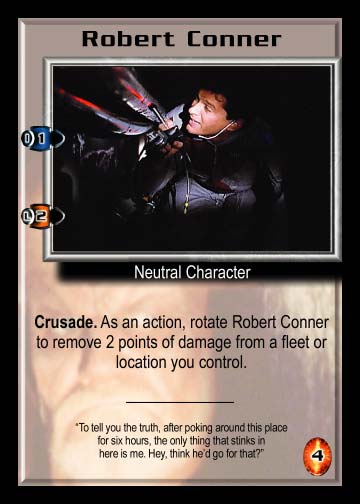 Robert Conner
D 1
L 2
Neutral Character
Crusade. As an action, rotate Robert Conner
to remove 2 points of damage from a fleet or
location you control.
“To tell you the truth, after poking around this place
for six hours, the only thing that stinks in
here is me. Hey, think he’d go for that?”
4